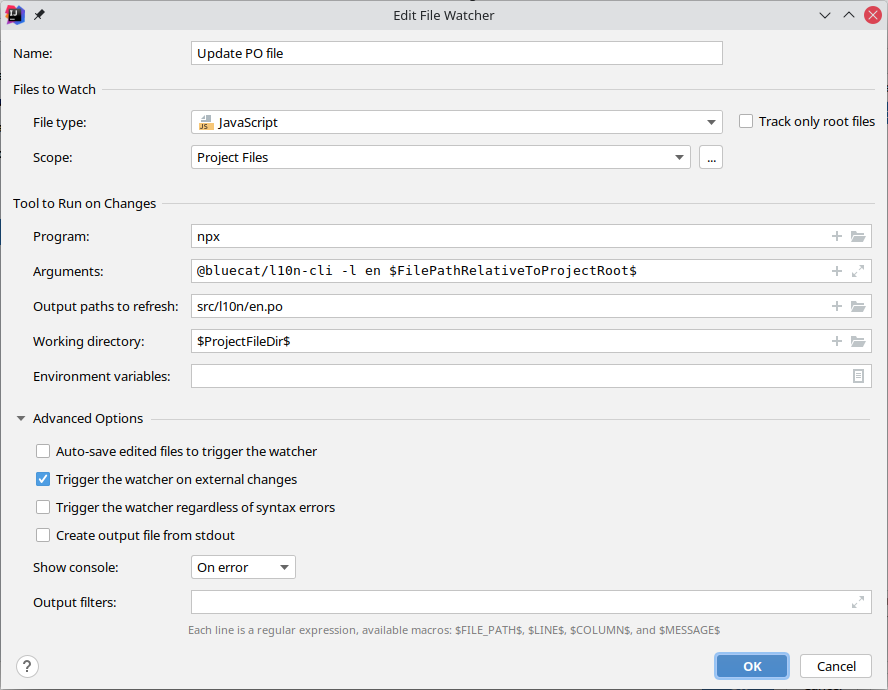 Edit File Watcher
Name: Update PO file
Files to Watch
File type: JavaScript Track only root files
Scope: Project Files ...
Tool to Run on Changes
Program: npx
Arguments: @bluecat/l10n-cli -l en $FilePathRelativeToProjectRoot$
Output paths to refresh: src/l10n/en.po
Working directory: $ProjectFileDir$
Environment variables:
Advanced Options
Auto-save edited files to trigger the watcher
Trigger the watcher on external changes
Trigger the watcher regardless of syntax errors
Create output file from stdout
Show console: On error
Output filters:
Each line is a regular expression, available macros: $FILE_PATH$, $LINE$, $COLUMN$, and $MESSAGE$
? OK Cancel